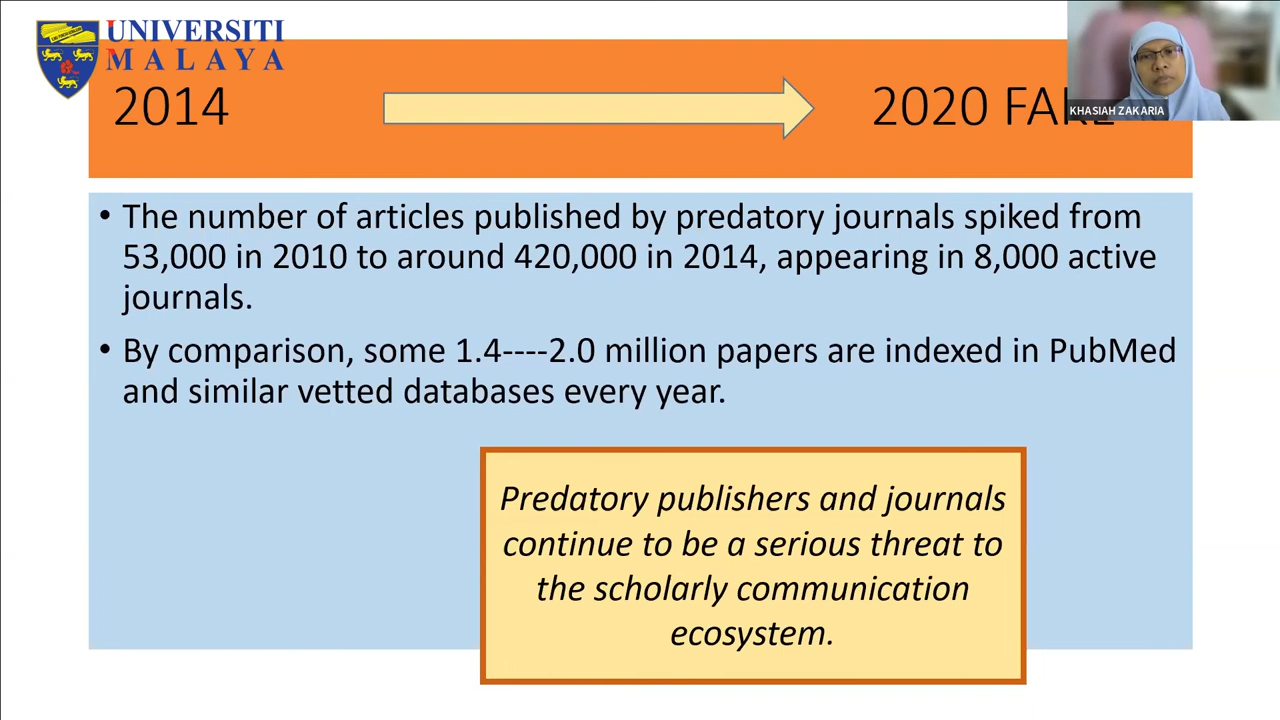 UNIVERSITI
MALAYA
2014
2020 FAKE
KHASIAH ZAKARIA
• The number of articles published by predatory journals spiked from
53,000 in 2010 to around 420,000 in 2014, appearing in 8,000 active
journals.
• By comparison, some 1.4----2.0 million papers are indexed in PubMed
and similar vetted databases every year.
Predatory publishers and journals
continue to be a serious threat to
the scholarly communication
ecosystem.